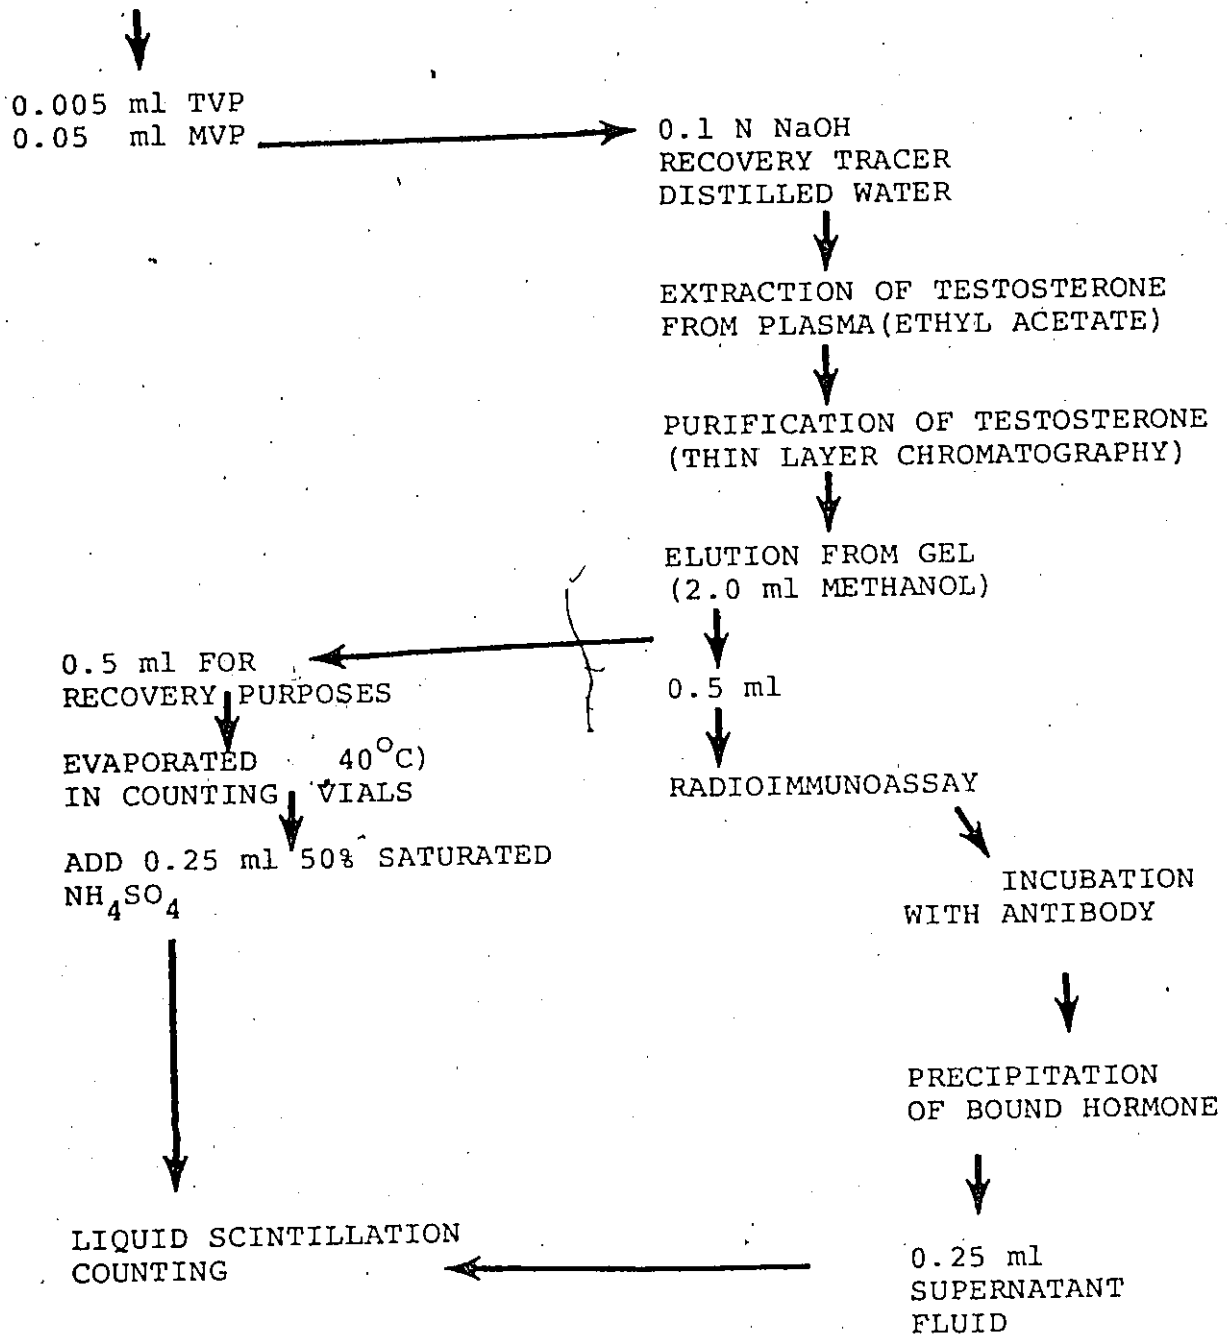 0.005 ml TVP
0.05 ml MVP
0.1 N NaOH
RECOVERY TRACER
DISTILLED WATER
EXTRACTION OF TESTOSTERONE
FROM PLASMA(ETHYL ACETATE)
PURIFICATION OF TESTOSTERONE
(THIN LAYER CHROMATOGRAPHY)
ELUTION FROM GEL
(2.0 ml METHANOL)
0.5 ml FOR
RECOVERY PURPOSES
EVAPORATED 40°C)
IN COUNTING VIALS
ADD 0.25 ml 50% SATURATED
NH4SO4
0.5 ml
RADIOIMMUNOASSAY
INCUBATION
WITH ANTIBODY
PRECIPITATION
OF BOUND HORMONE
0.25 ml
SUPERNATANT
FLUID
LIQUID SCINTILLATION
COUNTING